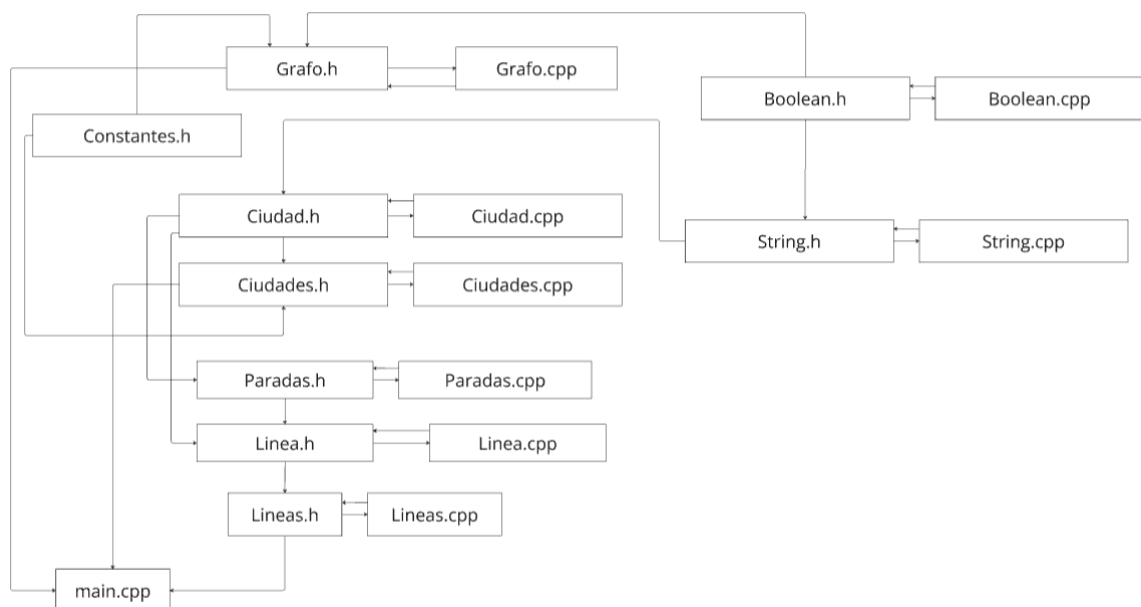 Grafo.h
Grafo.cpp
Boolean.h
Boolean.cpp
Constantes.h
Ciudad.h
Ciudad.cpp
String.h
String.cpp
Ciudades.h
Ciudades.cpp
Paradas.h
Paradas.cpp
Linea.h
Linea.cpp
Lineas.h
Lineas.cpp
main.cpp